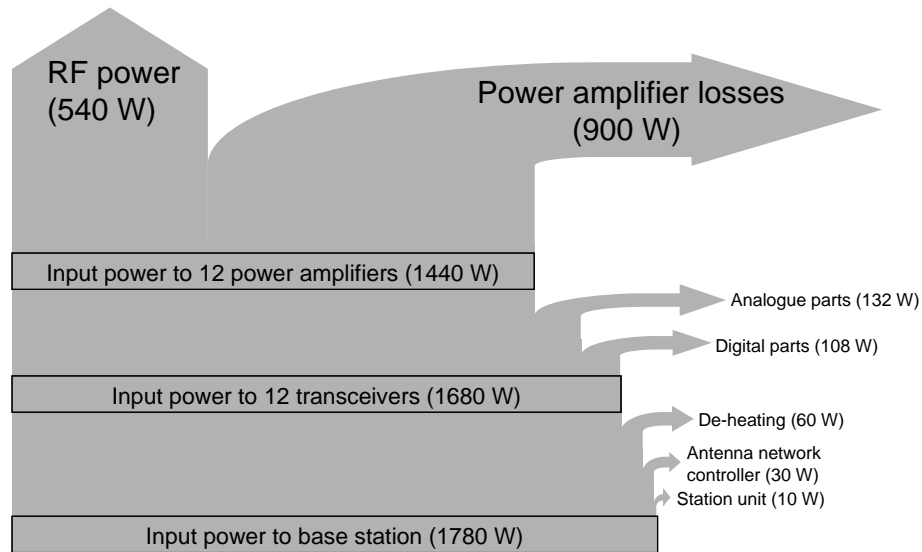 RF power
(540 W)
Power amplifier losses
(900 W)
Input power to 12 power amplifiers (1440 W)
Analogue parts (132 W)
Digital parts (108 W)
Input power to 12 transceivers (1680 W)
De-heating (60 W)
Antenna network
controller (30 W)
Station unit (10 W)
Input power to base station (1780 W)